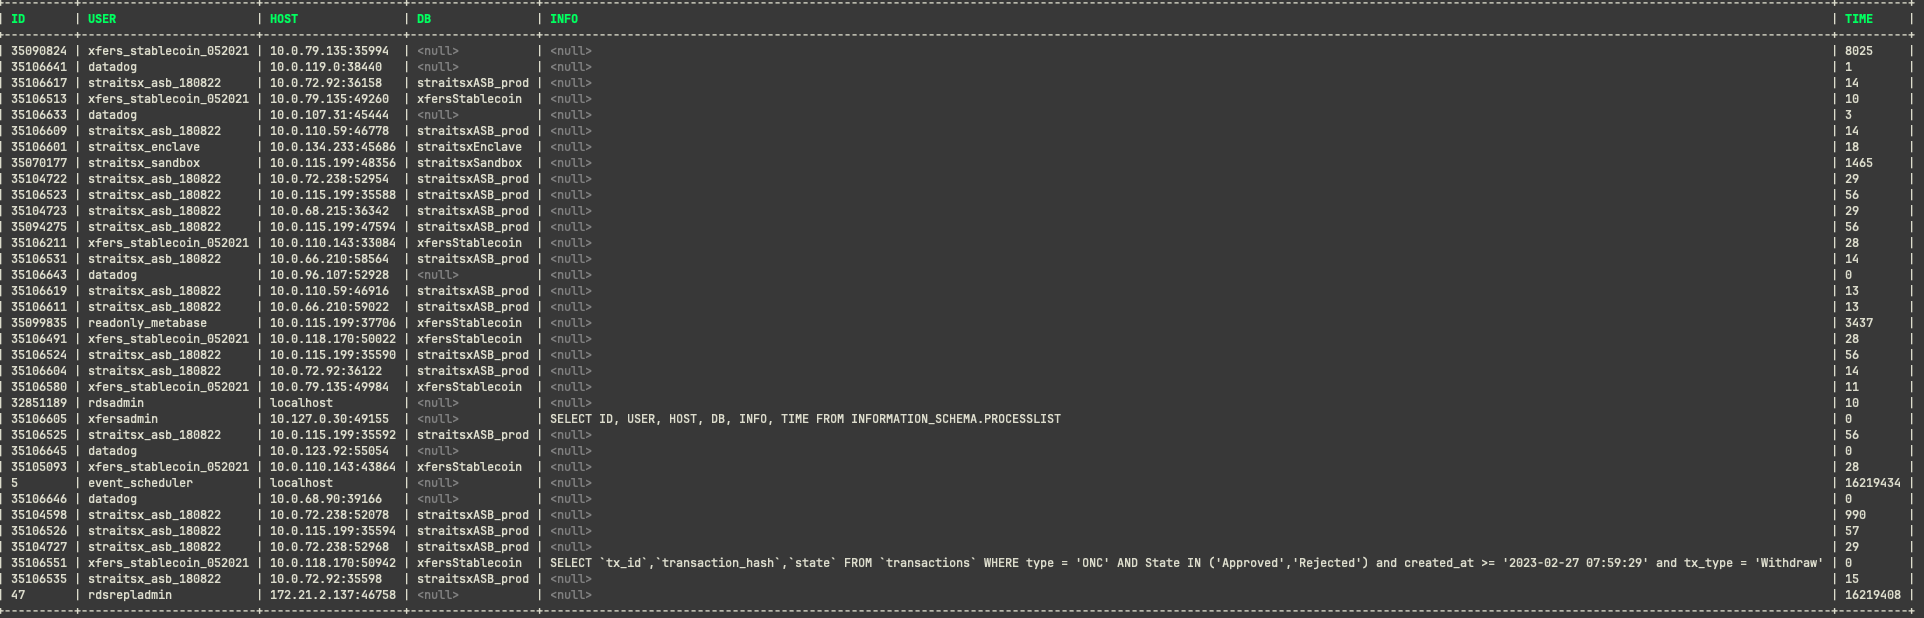 | ID | USER | HOST | DB | INFO | TIME |
| 35090824 | xfers_stablecoin_052021 | 10.0.79.135:35994 | <null> | <null> | 8025 |
| 35106641 | datadog | 10.0.119.0:38440 | <null> | <null> | 1 |
| 35106617 | straitsx_asb_180822 | 10.0.72.92:36158 | straitsxASB_prod | <null> | 14 |
| 35106513 | xfers_stablecoin_052021 | 10.0.79.135:49260 | xfersStablecoin | <null> | 10 |
| 35106633 | datadog | 10.0.107.31:45444 | <null> | <null> | 3 |
| 35106609 | straitsx_asb_180822 | 10.0.110.59:46778 | straitsxASB_prod | <null> | 14 |
| 35106601 | straitsx_enclave | 10.0.134.233:45686 | straitsxEnclave | <null> | 18 |
| 35070177 | straitsx_sandbox | 10.0.115.199:48356 | straitsxSandbox | <null> | 1465 |
| 35104722 | straitsx_asb_180822 | 10.0.72.238:52954 | straitsxASB_prod | <null> | 29 |
| 35106523 | straitsx_asb_180822 | 10.0.115.199:35588 | straitsxASB_prod | <null> | 56 |
| 35104723 | straitsx_asb_180822 | 10.0.68.215:36342 | straitsxASB_prod | <null> | 29 |
| 35094275 | straitsx_asb_180822 | 10.0.115.199:47594 | straitsxASB_prod | <null> | 56 |
| 35106211 | xfers_stablecoin_052021 | 10.0.110.143:33084 | xfersStablecoin | <null> | 28 |
| 35106531 | straitsx_asb_180822 | 10.0.66.210:58564 | straitsxASB_prod | <null> | 14 |
| 35106643 | datadog | 10.0.96.107:52928 | <null> | <null> | 0 |
| 35106619 | straitsx_asb_180822 | 10.0.110.59:46916 | straitsxASB_prod | <null> | 13 |
| 35106611 | straitsx_asb_180822 | 10.0.66.210:59022 | straitsxASB_prod | <null> | 13 |
| 35099835 | readonly_metabase | 10.0.115.199:37706 | xfersStablecoin | <null> | 3437 |
| 35106491 | xfers_stablecoin_052021 | 10.0.118.170:50022 | xfersStablecoin | <null> | 28 |
| 35106524 | straitsx_asb_180822 | 10.0.115.199:35590 | straitsxASB_prod | <null> | 56 |
| 35106604 | straitsx_asb_180822 | 10.0.72.92:36122 | straitsxASB_prod | <null> | 14 |
| 35106580 | xfers_stablecoin_052021 | 10.0.79.135:49984 | xfersStablecoin | <null> | 11 |
| 32851189 | rdsadmin | localhost | <null> | <null> | 10 |
| 35106605 | xfersadmin | 10.127.0.30:49155 | <null> | SELECT ID, USER, HOST, DB, INFO, TIME FROM INFORMATION_SCHEMA.PROCESSLIST | 0 |
| 35106525 | straitsx_asb_180822 | 10.0.115.199:35592 | straitsxASB_prod | <null> | 56 |
| 35106645 | datadog | 10.0.123.92:55054 | <null> | <null> | 0 |
| 35105093 | xfers_stablecoin_052021 | 10.0.110.143:43864 | xfersStablecoin | <null> | 28 |
| 5 | event_scheduler | localhost | <null> | <null> | 16219434 |
| 35106646 | datadog | 10.0.68.90:39166 | <null> | <null> | 0 |
| 35104598 | straitsx_asb_180822 | 10.0.72.238:52078 | straitsxASB_prod | <null> | 990 |
| 35106526 | straitsx_asb_180822 | 10.0.115.199:35594 | straitsxASB_prod | <null> | 57 |
| 35104727 | straitsx_asb_180822 | 10.0.72.238:52968 | straitsxASB_prod | <null> | 29 |
| 35106551 | xfers_stablecoin_052021 | 10.0.118.170:50942 | xfersStablecoin | SELECT `tx_id`,`transaction_hash`,`state` FROM `transactions` WHERE type = 'ONC' AND State IN ('Approved','Rejected') and created_at >= '2023-02-27 07:59:29' and tx_type = 'Withdraw' | 0 |
| 35106535 | straitsx_asb_180822 | 10.0.72.92:35598 | straitsxASB_prod | <null> | 15 |
| 47 | rdsrepladmin | 172.21.2.137:46758 | <null> | <null> | 16219408 |